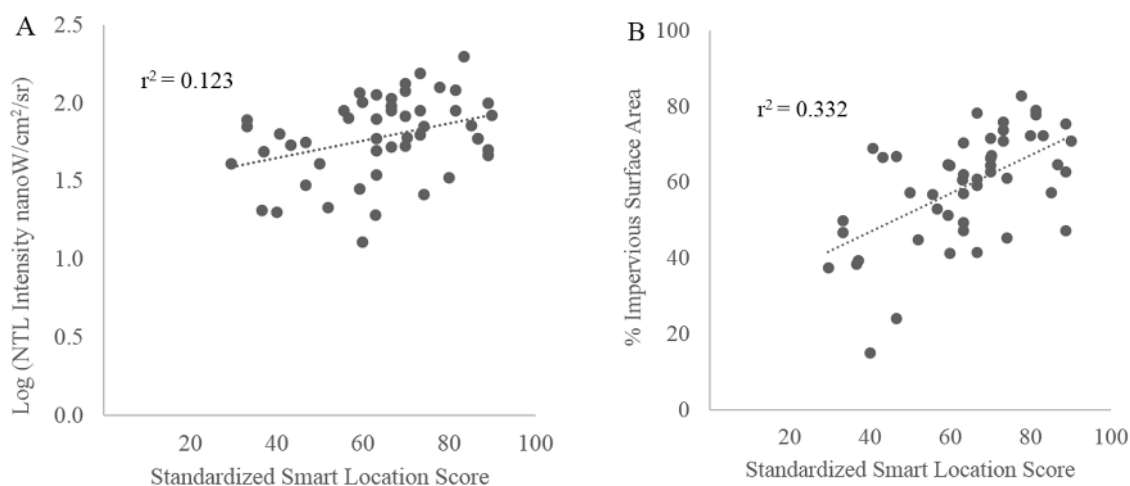 A
r² = 0.123
2.5
2.0
1.5
1.0
0.5
0.0
20 40 60 80 100
Log (NTL Intensity nanoW/cm²/sr)
Standardized Smart Location Score
B
r² = 0.332
100
80
60
40
20
0
20 40 60 80 100
% Impervious Surface Area
Standardized Smart Location Score